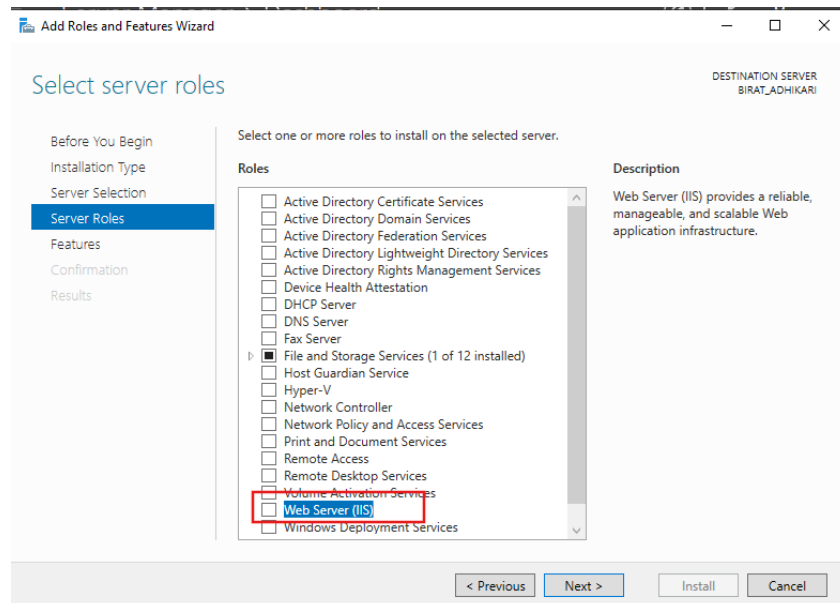 Add Roles and Features Wizard
Select server roles
DESTINATION SERVER
BIRAT_ADHIKARI
Before You Begin
Installation Type
Server Selection
Server Roles
Features
Confirmation
Results
Select one or more roles to install on the selected server.
Roles
Active Directory Certificate Services
Active Directory Domain Services
Active Directory Federation Services
Active Directory Lightweight Directory Services
Active Directory Rights Management Services
Device Health Attestation
DHCP Server
DNS Server
Fax Server
File and Storage Services (1 of 12 installed)
Host Guardian Service
Hyper-V
Network Controller
Network Policy and Access Services
Print and Document Services
Remote Access
Remote Desktop Services
Volume Activation Services
Web Server (IIS)
Windows Deployment Services
Description
Web Server (IIS) provides a reliable,
manageable, and scalable Web
application infrastructure.
< Previous
Next >
Install
Cancel